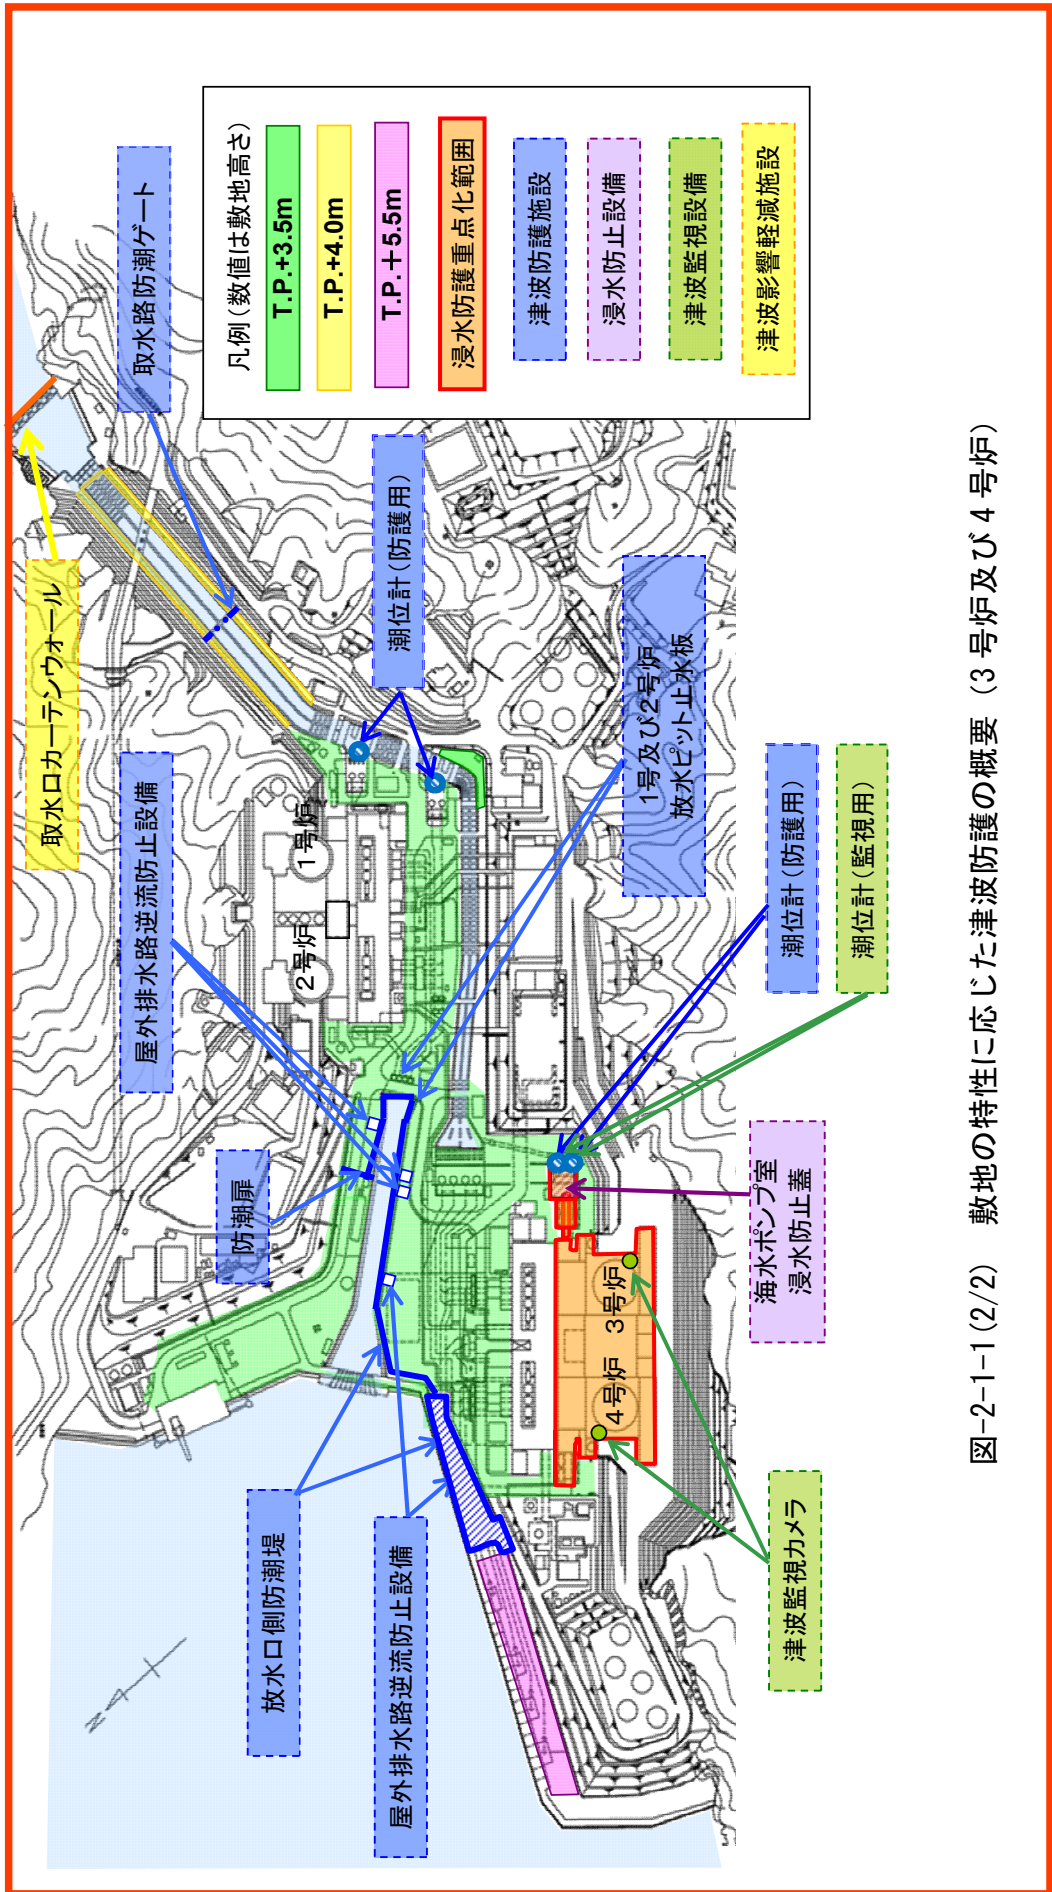 取水口カーテンウォール
取水路防潮ゲート
屋外排水路逆流防止設備
防潮扉
放水口側防潮堤
屋外排水路逆流防止設備
潮位計(防護用)
1号及び2号炉
放水ピット止水板
潮位計(防護用)
潮位計(監視用)
海水ポンプ室
浸水防止蓋
津波監視カメラ
2号炉
1号炉
4号炉
3号炉
N
凡例(数値は敷地高さ)
T.P.+3.5m
T.P.+4.0m
T.P.+5.5m
浸水防護重点化範囲
津波防護施設
浸水防止設備
津波監視設備
津波影響軽減施設
図-2-1-1(2/2) 敷地の特性に応じた津波防護の概要(3号炉及び4号炉)